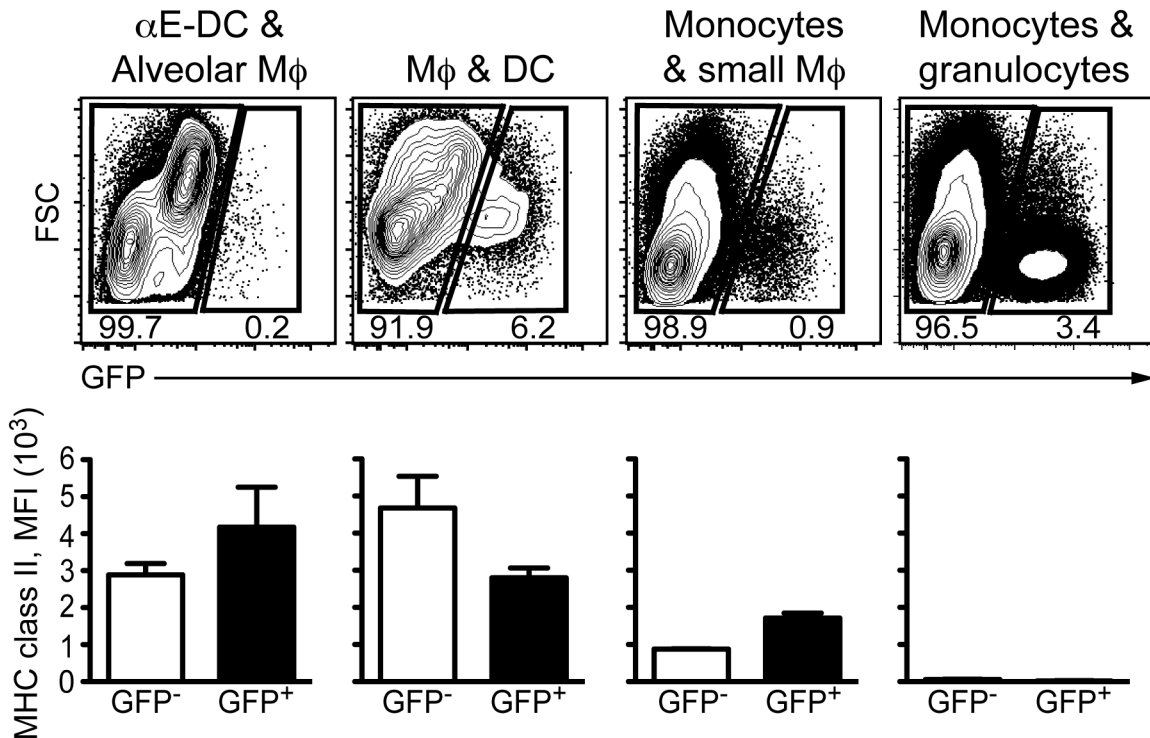 αE-DC &
Alveolar Mϕ
Mϕ & DC
Monocytes
& small Mϕ
Monocytes &
granulocytes
FSC
99.7 0.2
91.9 6.2
98.9 0.9
96.5 3.4
GFP
MHC class II, MFI (10³)
6
5
4
3
2
1
0
GFP⁻ GFP⁺
GFP⁻ GFP⁺
GFP⁻ GFP⁺
GFP⁻ GFP⁺